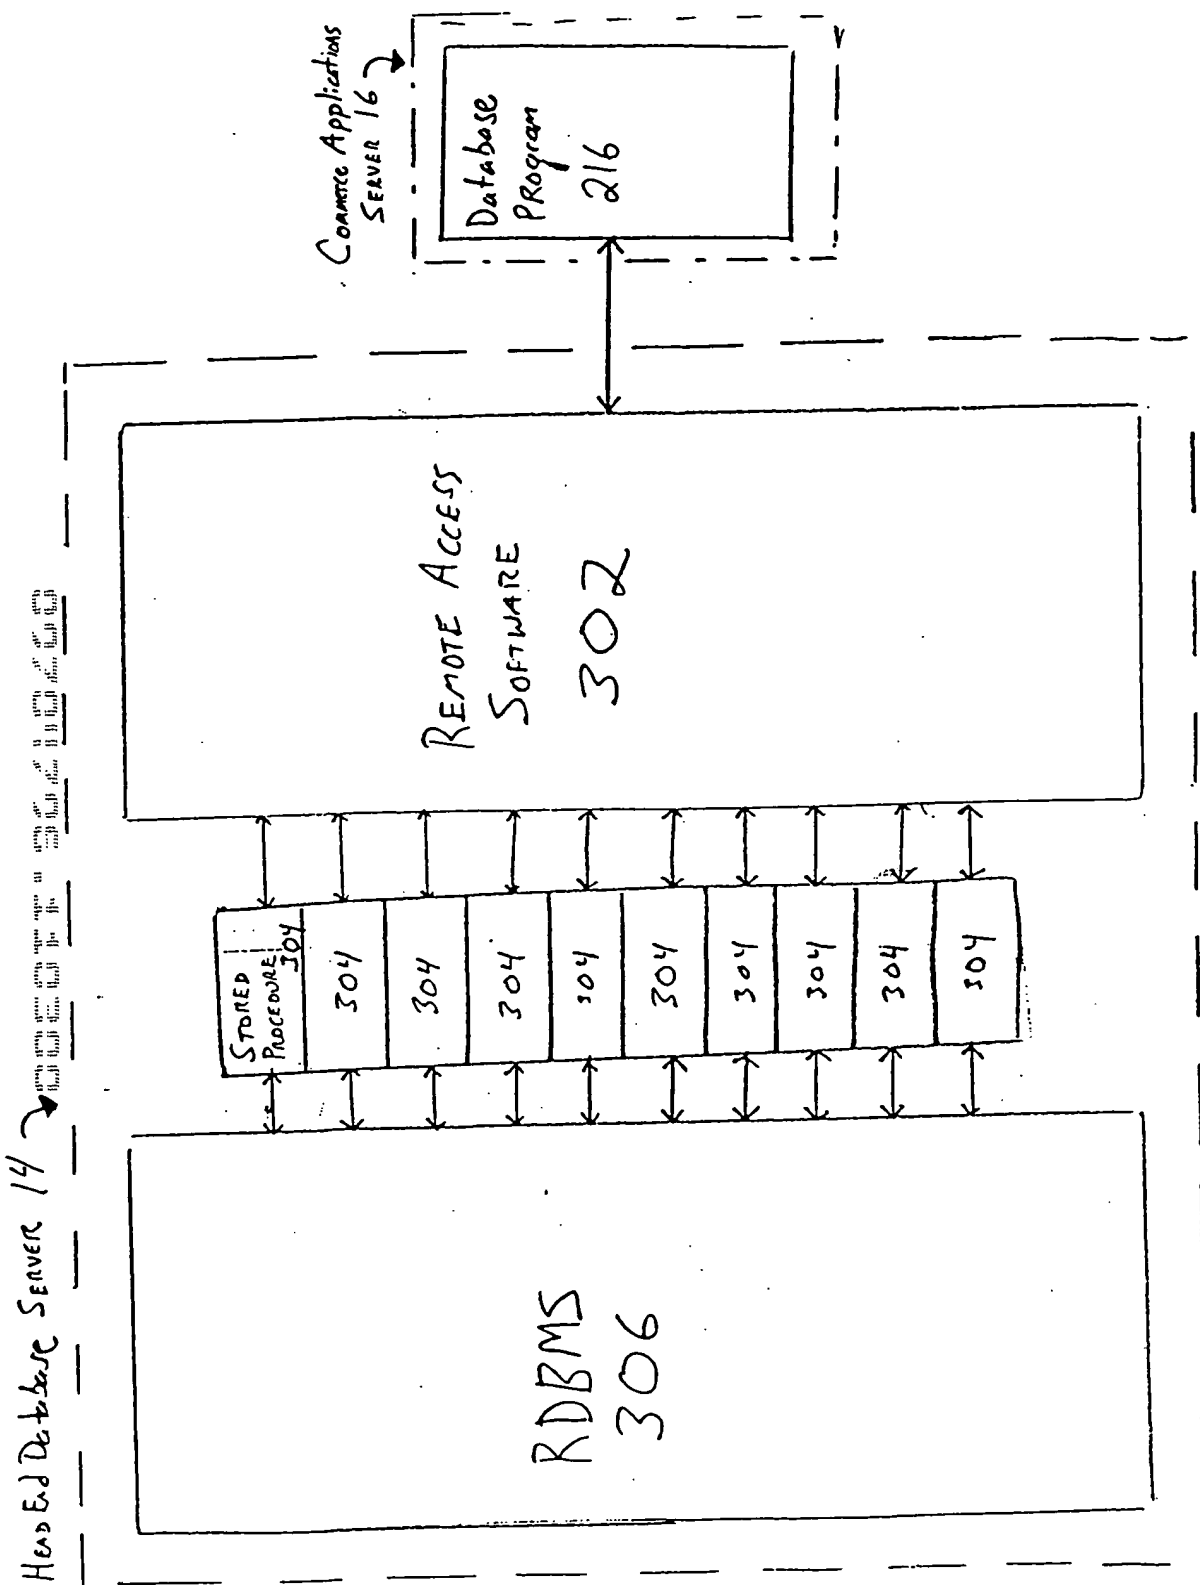 Head End Database SERVER 14
RDBMS
306
STORED
PROCEDURE
304
304
304
304
304
304
304
304
304
304
REMOTE ACCESS
SOFTWARE
302
Commerce Applications
SERVER 16
Database
PROgram
216